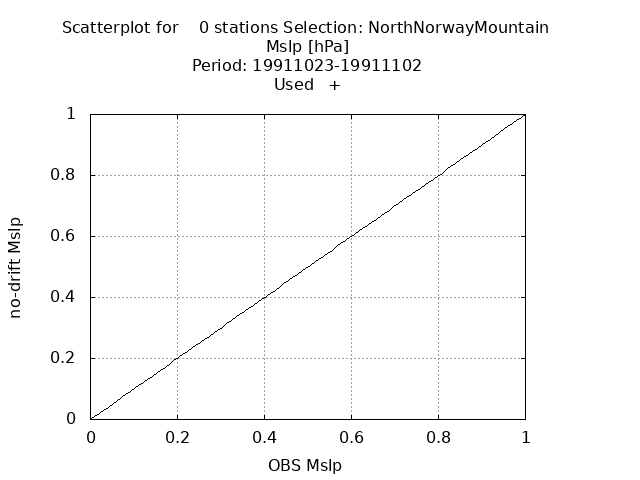 Scatterplot for    0 stations Selection: NorthNorwayMountain
Mslp [hPa]
Period: 19911023-19911102
Used   +
1
0.8
0.6
0.4
0.2
0
no-drift Mslp
0 0.2 0.4 0.6 0.8 1
OBS Mslp